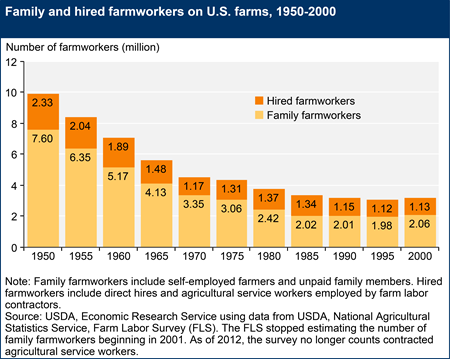 Family and hired farmworkers on U.S. farms, 1950-2000
Number of farmworkers (million)
12
10
8
6
4
2
0
Hired farmworkers
Family farmworkers
2.33 2.04 1.89 1.48 1.17 1.31 1.37 1.34 1.15 1.12 1.13
7.60 6.35 5.17 4.13 3.35 3.06 2.42 2.02 2.01 1.98 2.06
1950 1955 1960 1965 1970 1975 1980 1985 1990 1995 2000
Note: Family farmworkers include self-employed farmers and unpaid family members. Hired
farmworkers include direct hires and agricultural service workers employed by farm labor
contractors.
Source: USDA, Economic Research Service using data from USDA, National Agricultural
Statistics Service, Farm Labor Survey (FLS). The FLS stopped estimating the number of
family farmworkers beginning in 2001. As of 2012, the survey no longer counts contracted
agricultural service workers.